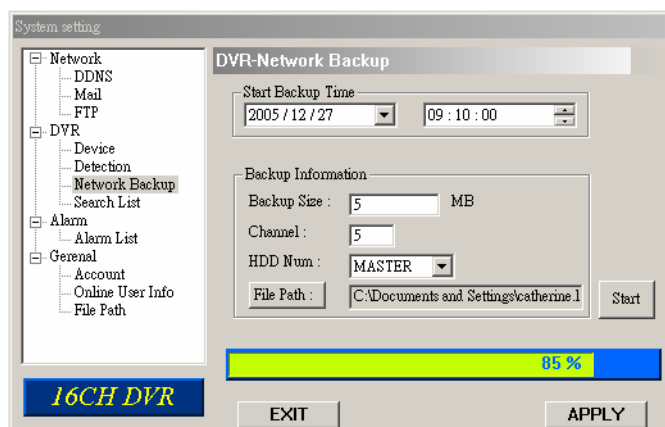 System setting
Network
DDNS
Mail
FTP
DVR
Device
Detection
Network Backup
Search List
Alarm
Alarm List
Gerenal
Account
Online User Info
File Path
16CH DVR
DVR-Network Backup
Start Backup Time
2005 / 12 / 27 09 : 10 : 00
Backup Information
Backup Size : 5 MB
Channel : 5
HDD Num : MASTER
File Path : C:\Documents and Settings\catherine.l
Start
85 %
EXIT APPLY